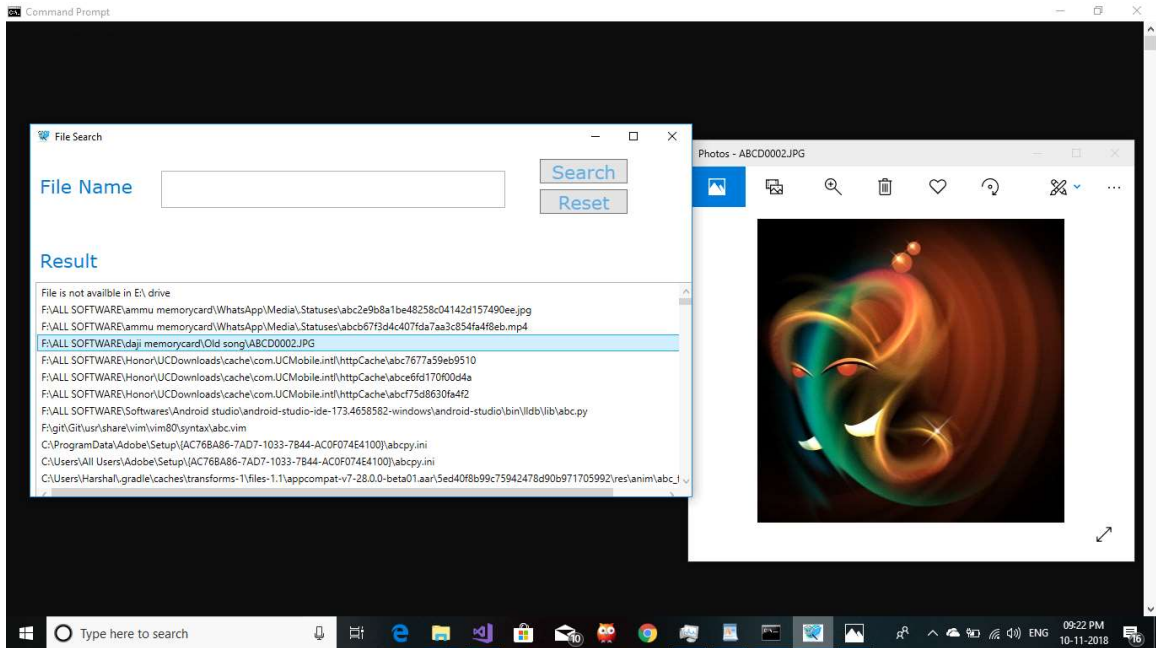 Command Prompt
File Search
File Name
Search
Reset
Result
File is not availble in E:\ drive
F:\ALL SOFTWARE\ammu memorycard\WhatsApp\Media\.Statuses\abc2e9b8a1be48258c04142d157490ee.jpg
F:\ALL SOFTWARE\ammu memorycard\WhatsApp\Media\.Statuses\abcb67f3d4c407fda7aa3c854fa4f8eb.mp4
F:\ALL SOFTWARE\daji memorycard\Old song\ABCD0002.JPG
F:\ALL SOFTWARE\Honor\UCDownloads\cache\com.UCMobile.intl\httpCache\abc7677a59eb9510
F:\ALL SOFTWARE\Honor\UCDownloads\cache\com.UCMobile.intl\httpCache\abce6fd170f00d4a
F:\ALL SOFTWARE\Honor\UCDownloads\cache\com.UCMobile.intl\httpCache\abcf75d8630fa4f2
F:\ALL SOFTWARE\Softwares\Android studio\android-studio-ide-173.4658582-windows\android-studio\bin\lldb\lib\abc.py
F:\git\Git\usr\share\vim\vim80\syntax\abc.vim
C:\ProgramData\Adobe\Setup\{AC76BA86-7AD7-1033-7B44-AC0F074E4100}\abcpy.ini
C:\Users\All Users\Adobe\Setup\{AC76BA86-7AD7-1033-7B44-AC0F074E4100}\abcpy.ini
C:\Users\Harshal\.gradle\caches\transforms-1\files-1.1\appcompat-v7-28.0.0-beta01.aar\5ed40f8b99c75942478d90b971705992\res\anim\abc_f
Photos - ABCD0002.JPG
Type here to search
10
ENG
09:22 PM
10-11-2018
16